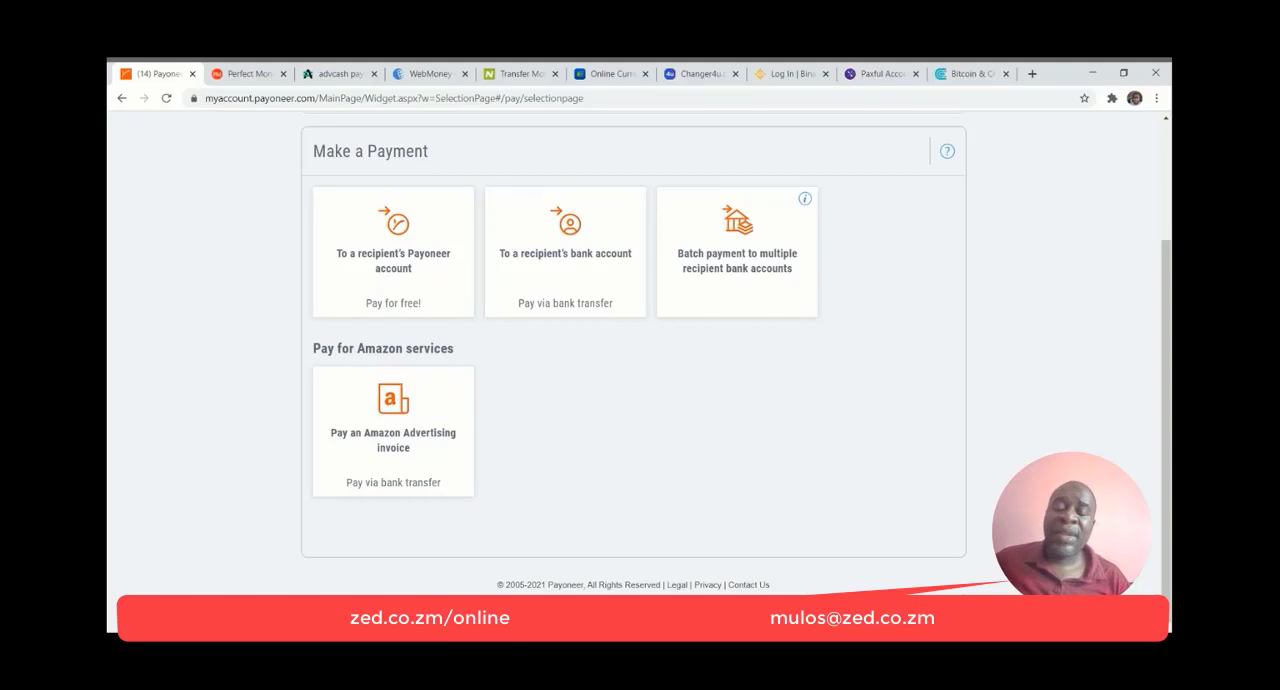 (14) Payone
Perfect Mon
advcash pay
WebMoney
Transfer Mo
Online Curr
Changer4u.
Log In | Bina
Paxful Acco
Bitcoin & C
myaccount.payoneer.com/MainPage/Widget.aspx?w=SelectionPage#/pay/selectionpage
Make a Payment
?
To a recipient's Payoneer
account
Pay for free!
To a recipient's bank account
Pay via bank transfer
i
Batch payment to multiple
recipient bank accounts
Pay for Amazon services
a
Pay an Amazon Advertising
invoice
Pay via bank transfer
© 2005-2021 Payoneer, All Rights Reserved | Legal | Privacy | Contact Us
zed.co.zm/online
mulos@zed.co.zm